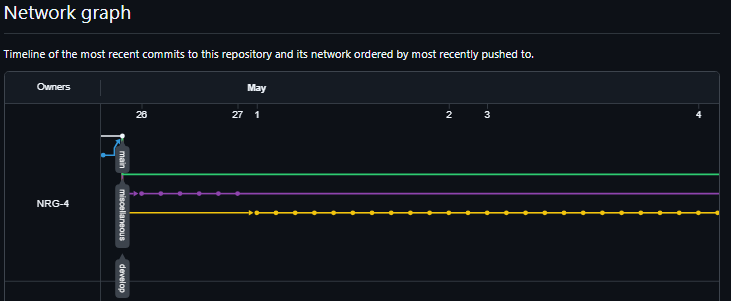 Network graph
Timeline of the most recent commits to this repository and its network ordered by most recently pushed to.
Owners May
26 27 1 2 3 4
main
NRG-4
miscellaneous
develop